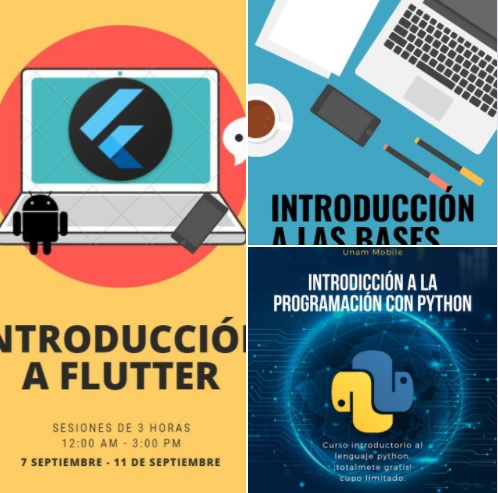 NTRODUCCIÓ
A FLUTTER
SESIONES DE 3 HORAS
12:00 AM - 3:00 PM
7 SEPTIEMBRE - 11 DE SEPTIEMBRE
INTRODUCCIÓN
A LAS BASES
Unam Mobile
INTRODICCIÓN A LA
PROGRAMACIÓN CON PYTHON
Curso introductorio al
lenguaje python,
¡totalmete gratis!
cupo limitado.